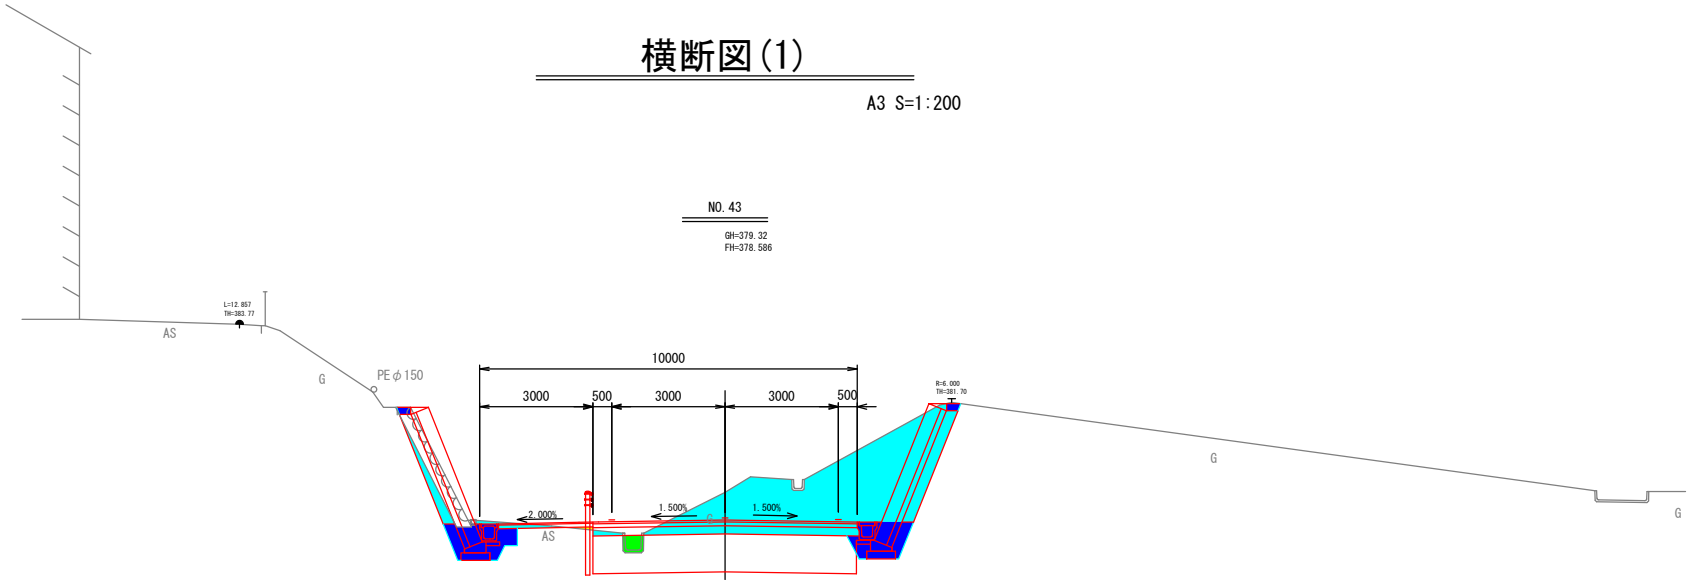 横断図(1)
A3 S=1:200
NO.43
GH=379.32
FH=378.586
L=12.857
TH=383.77
AS
G
PEφ150
10000
3000
500
3000
3000
500
R=6.000
TH=381.70
G
G
2.000%
AS
1.500%
G
1.500%